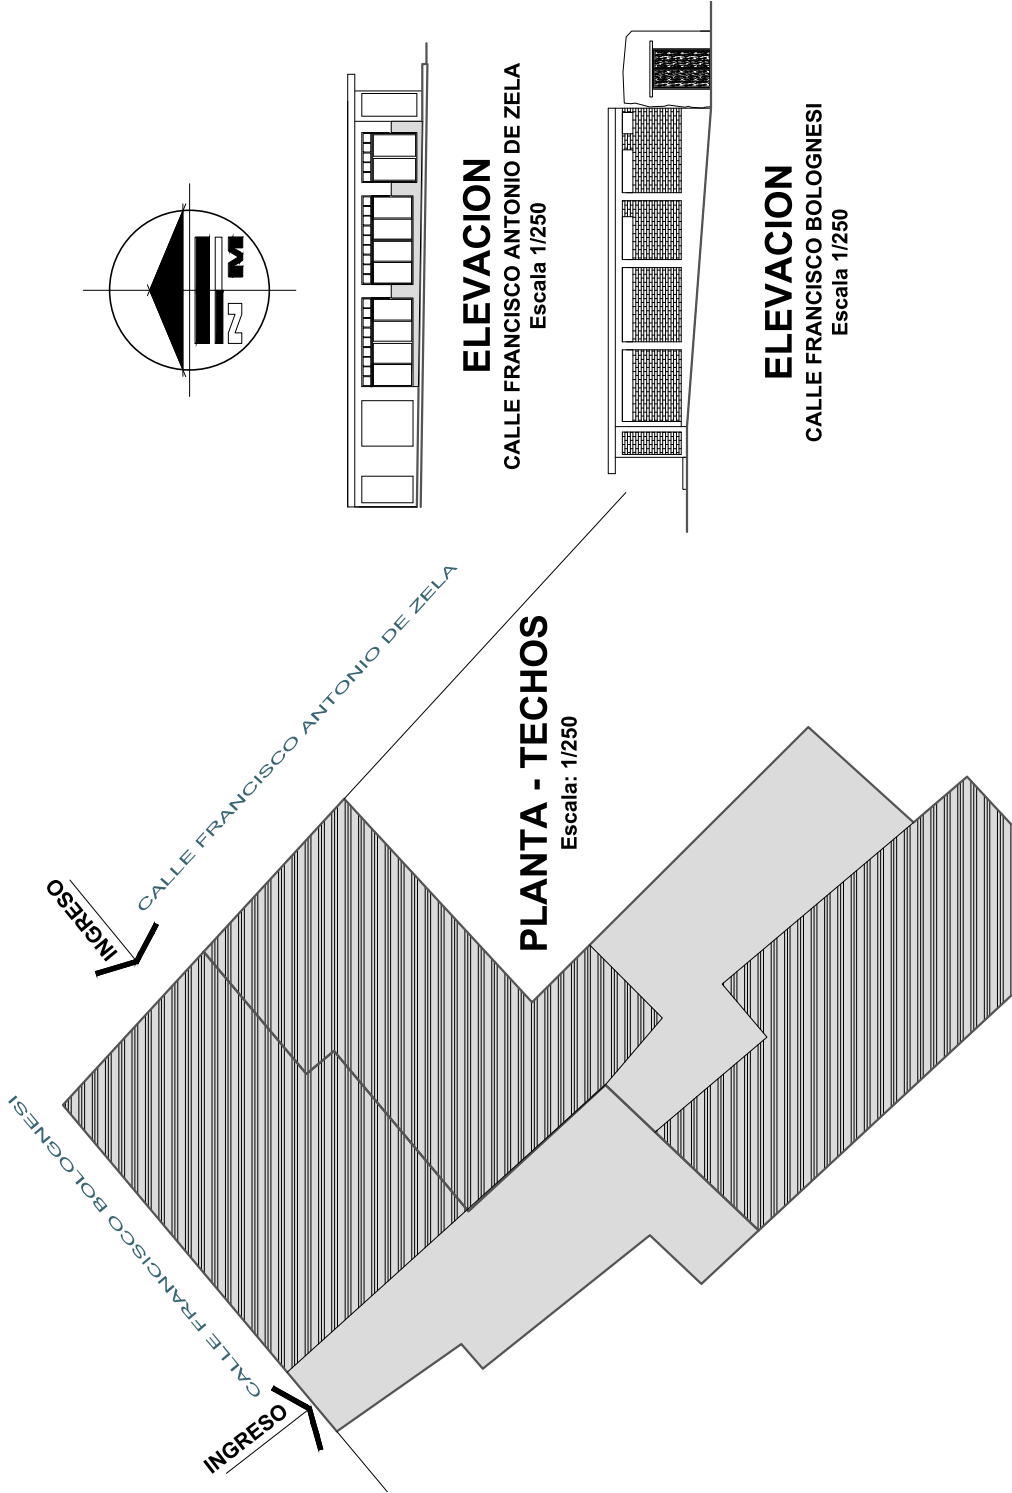 N M
ELEVACION
CALLE FRANCISCO ANTONIO DE ZELA
Escala 1/250
ELEVACION
CALLE FRANCISCO BOLOGNESI
Escala 1/250
CALLE FRANCISCO ANTONIO DE ZELA
PLANTA - TECHOS
Escala: 1/250
INGRESO
CALLE FRANCISCO BOLOGNESI
INGRESO